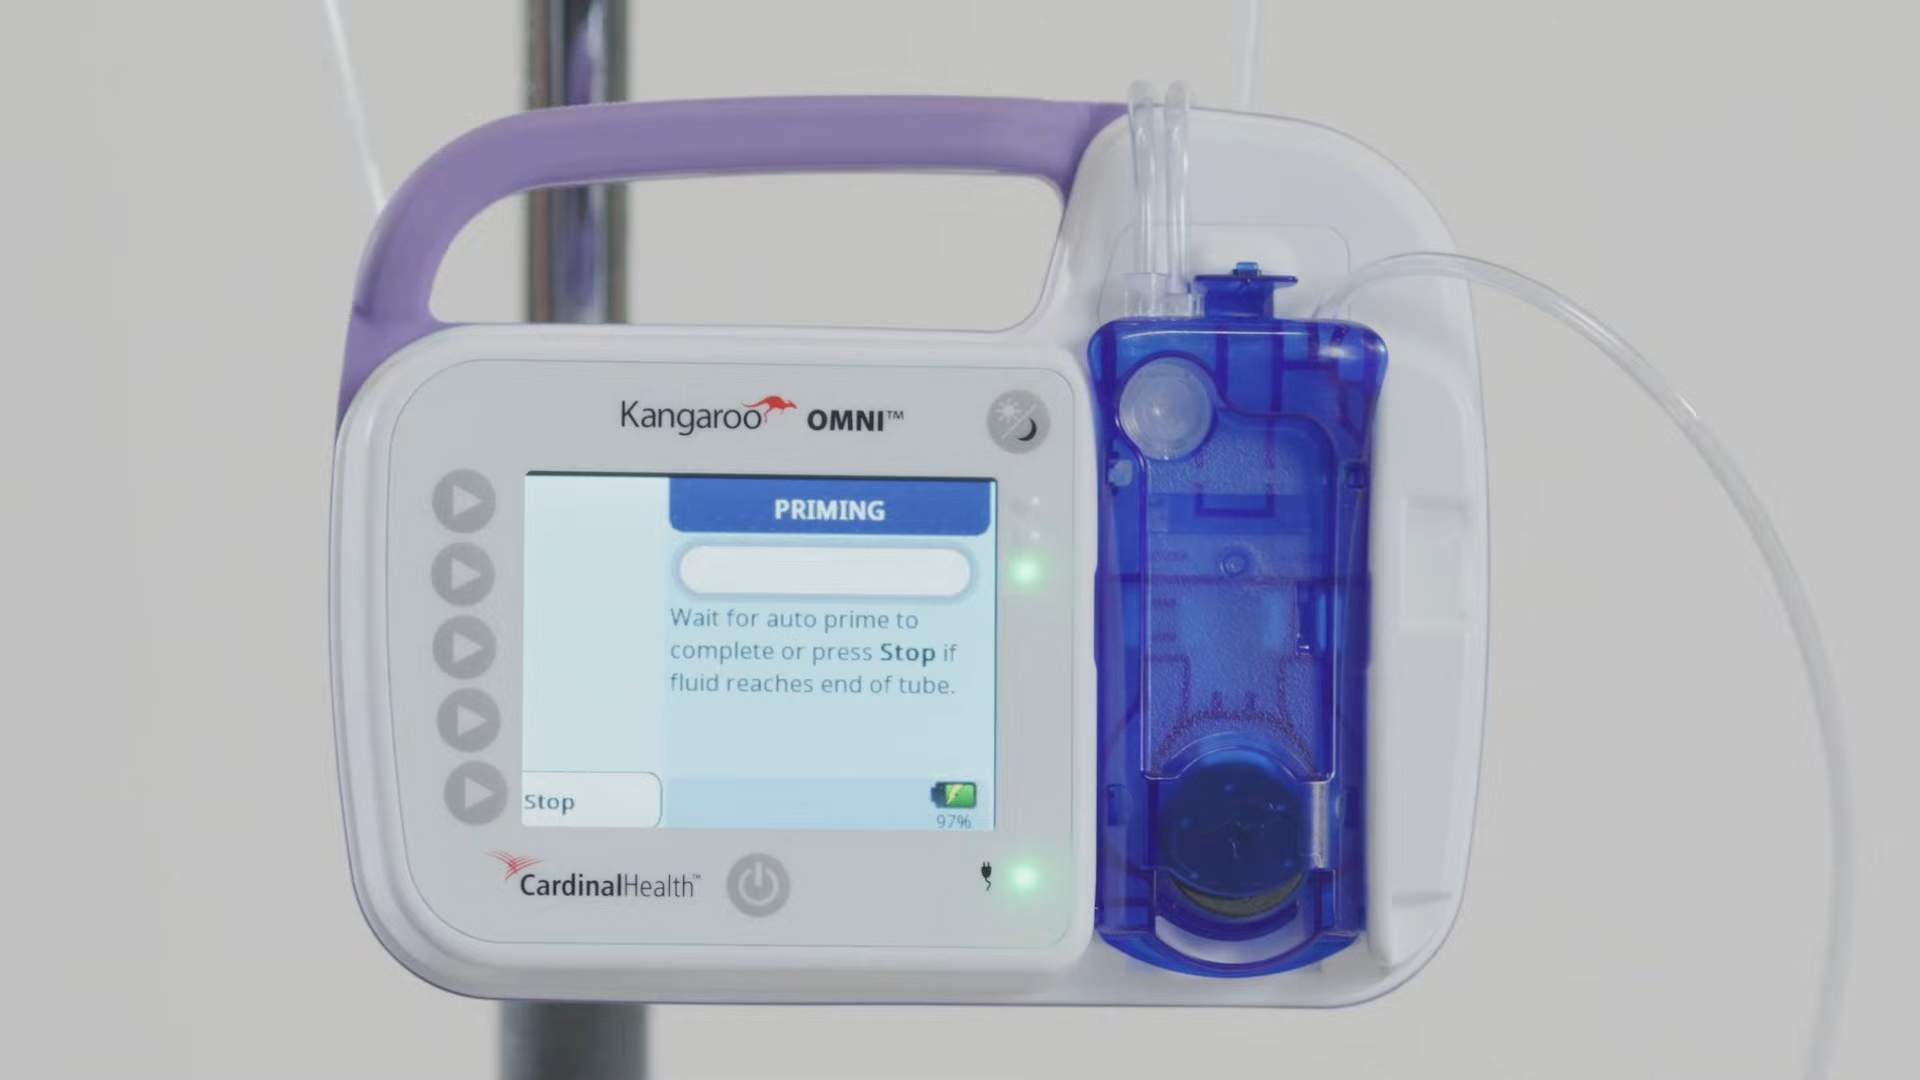 Kangaroo OMNI™
PRIMING
Wait for auto prime to
complete or press Stop if
fluid reaches end of tube.
Stop
97%
CardinalHealth™